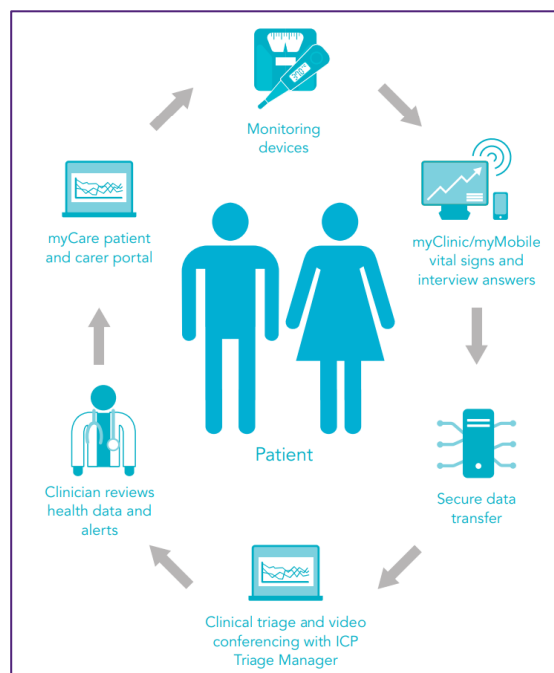 Monitoring
devices
myClinic/myMobile
vital signs and
interview answers
Secure data
transfer
Clinical triage and video
conferencing with ICP
Triage Manager
Clinician reviews
health data and
alerts
myCare patient
and carer portal
Patient